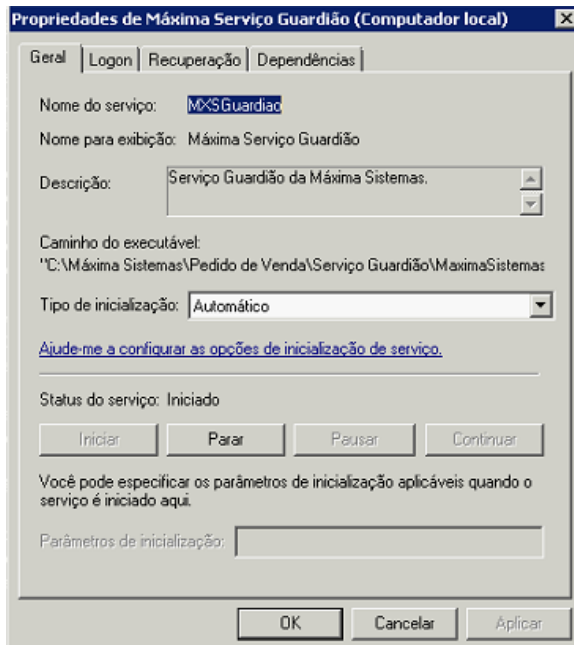 Propriedades de Máxima Serviço Guardião (Computador local)
Geral Logon Recuperação Dependências
Nome do serviço: MXSGuardiao
Nome para exibição: Máxima Serviço Guardião
Descrição: Serviço Guardião da Máxima Sistemas.
Caminho do executável:
"C:\Máxima Sistemas\Pedido de Venda\Serviço Guardião\MaximaSistemas
Tipo de inicialização: Automático
Ajude-me a configurar as opções de inicialização de serviço.
Status do serviço: Iniciado
Iniciar Parar Pausar Continuar
Você pode especificar os parâmetros de inicialização aplicáveis quando o
serviço é iniciado aqui.
Parâmetros de inicialização:
OK Cancelar Aplicar